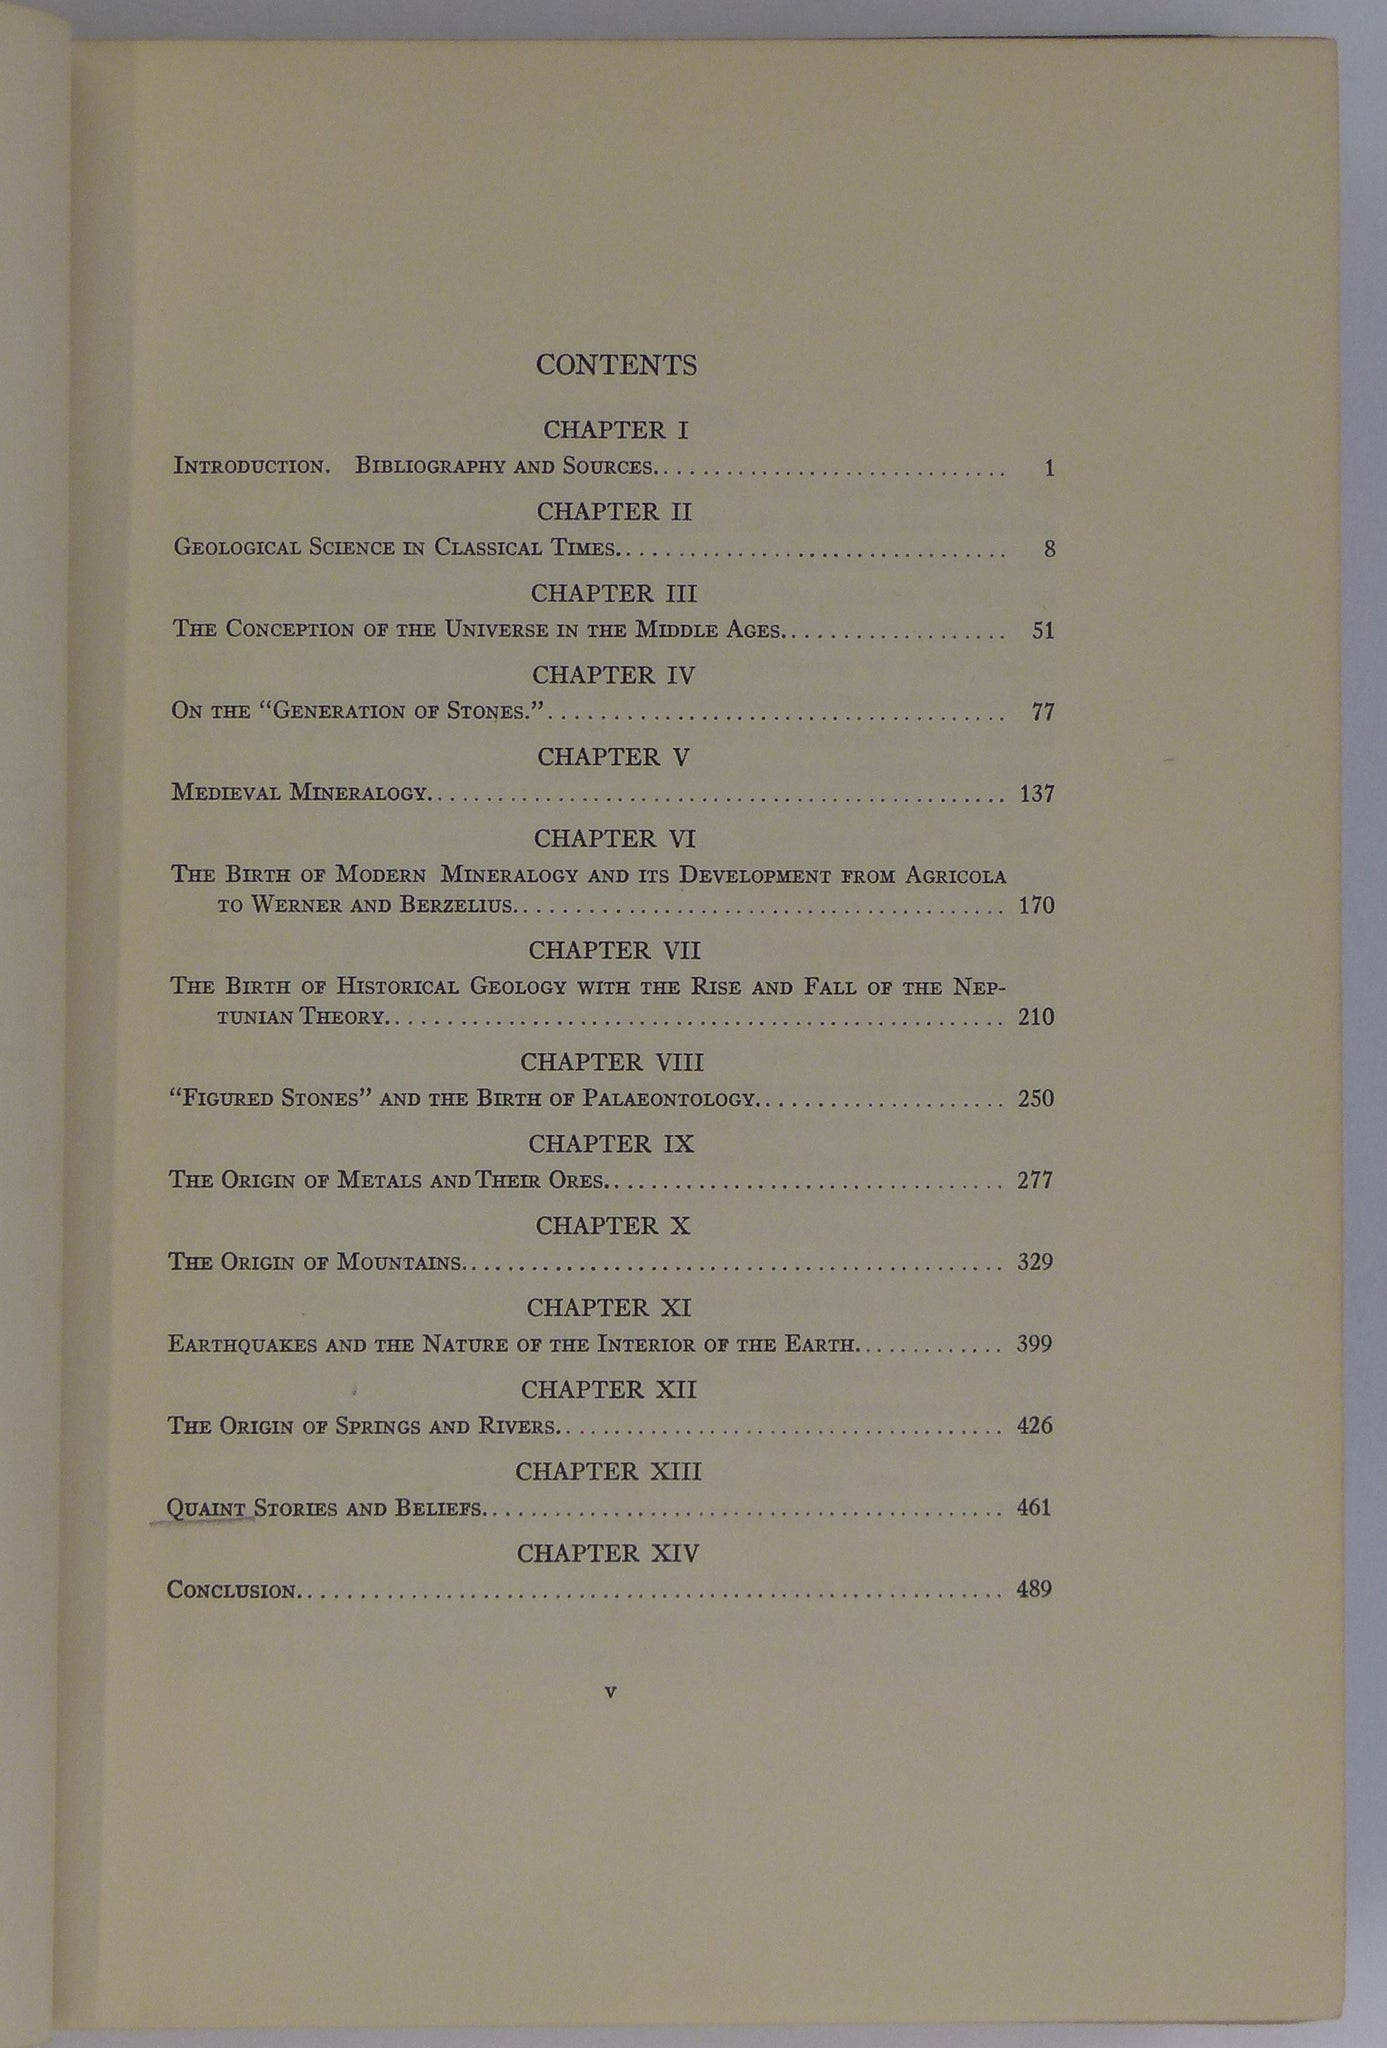 CONTENTS
CHAPTER I
Introduction. Bibliography and Sources.............................. 1
CHAPTER II
Geological Science in Classical Times................................. 8
CHAPTER III
The Conception of the Universe in the Middle Ages................... 51
CHAPTER IV
On the “Generation of Stones.”....................................... 77
CHAPTER V
Medieval Mineralogy................................................ 137
CHAPTER VI
The Birth of Modern Mineralogy and its Development from Agricola
to Werner and Berzelius......................................... 170
CHAPTER VII
The Birth of Historical Geology with the Rise and Fall of the Nep-
tunian Theory.................................................... 210
CHAPTER VIII
“Figured Stones” and the Birth of Palaeontology..................... 250
CHAPTER IX
The Origin of Metals and Their Ores................................. 277
CHAPTER X
The Origin of Mountains............................................. 329
CHAPTER XI
Earthquakes and the Nature of the Interior of the Earth............. 399
CHAPTER XII
The Origin of Springs and Rivers.................................... 426
CHAPTER XIII
Quaint Stories and Beliefs.......................................... 461
CHAPTER XIV
Conclusion.......................................................... 489
v